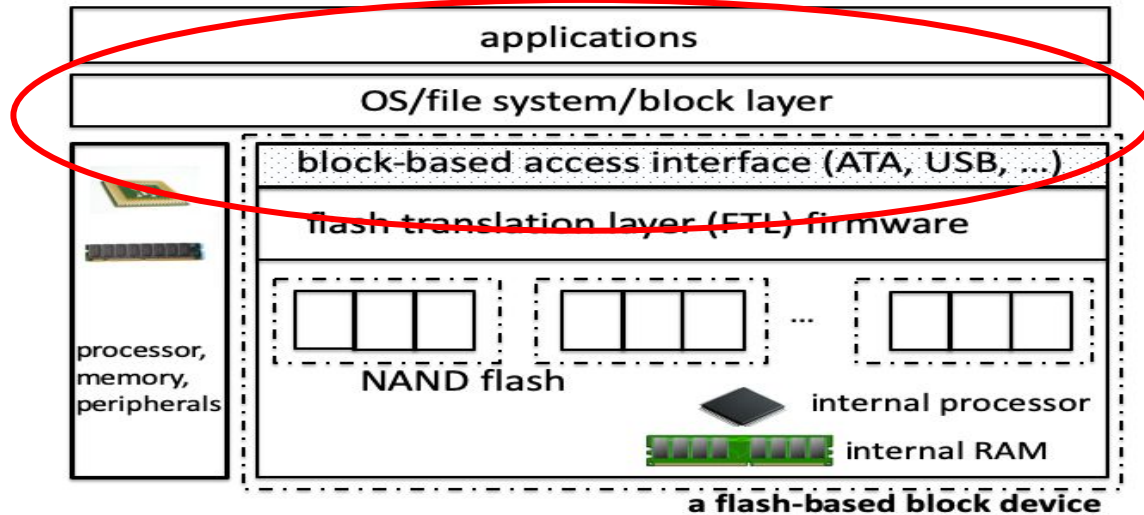 applications
OS/file system/block layer
block-based access interface (ATA, USB, ...)
flash translation layer (FTL) firmware
...
processor,
memory,
peripherals
NAND flash
internal processor
internal RAM
a flash-based block device